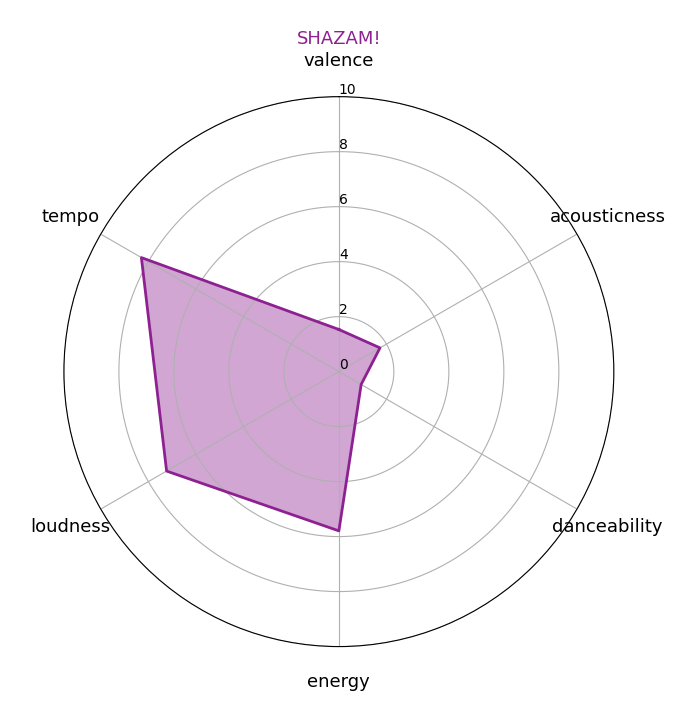 SHAZAM!
valence
10
8
tempo
acousticness
6
4
2
0
loudness
danceability
energy